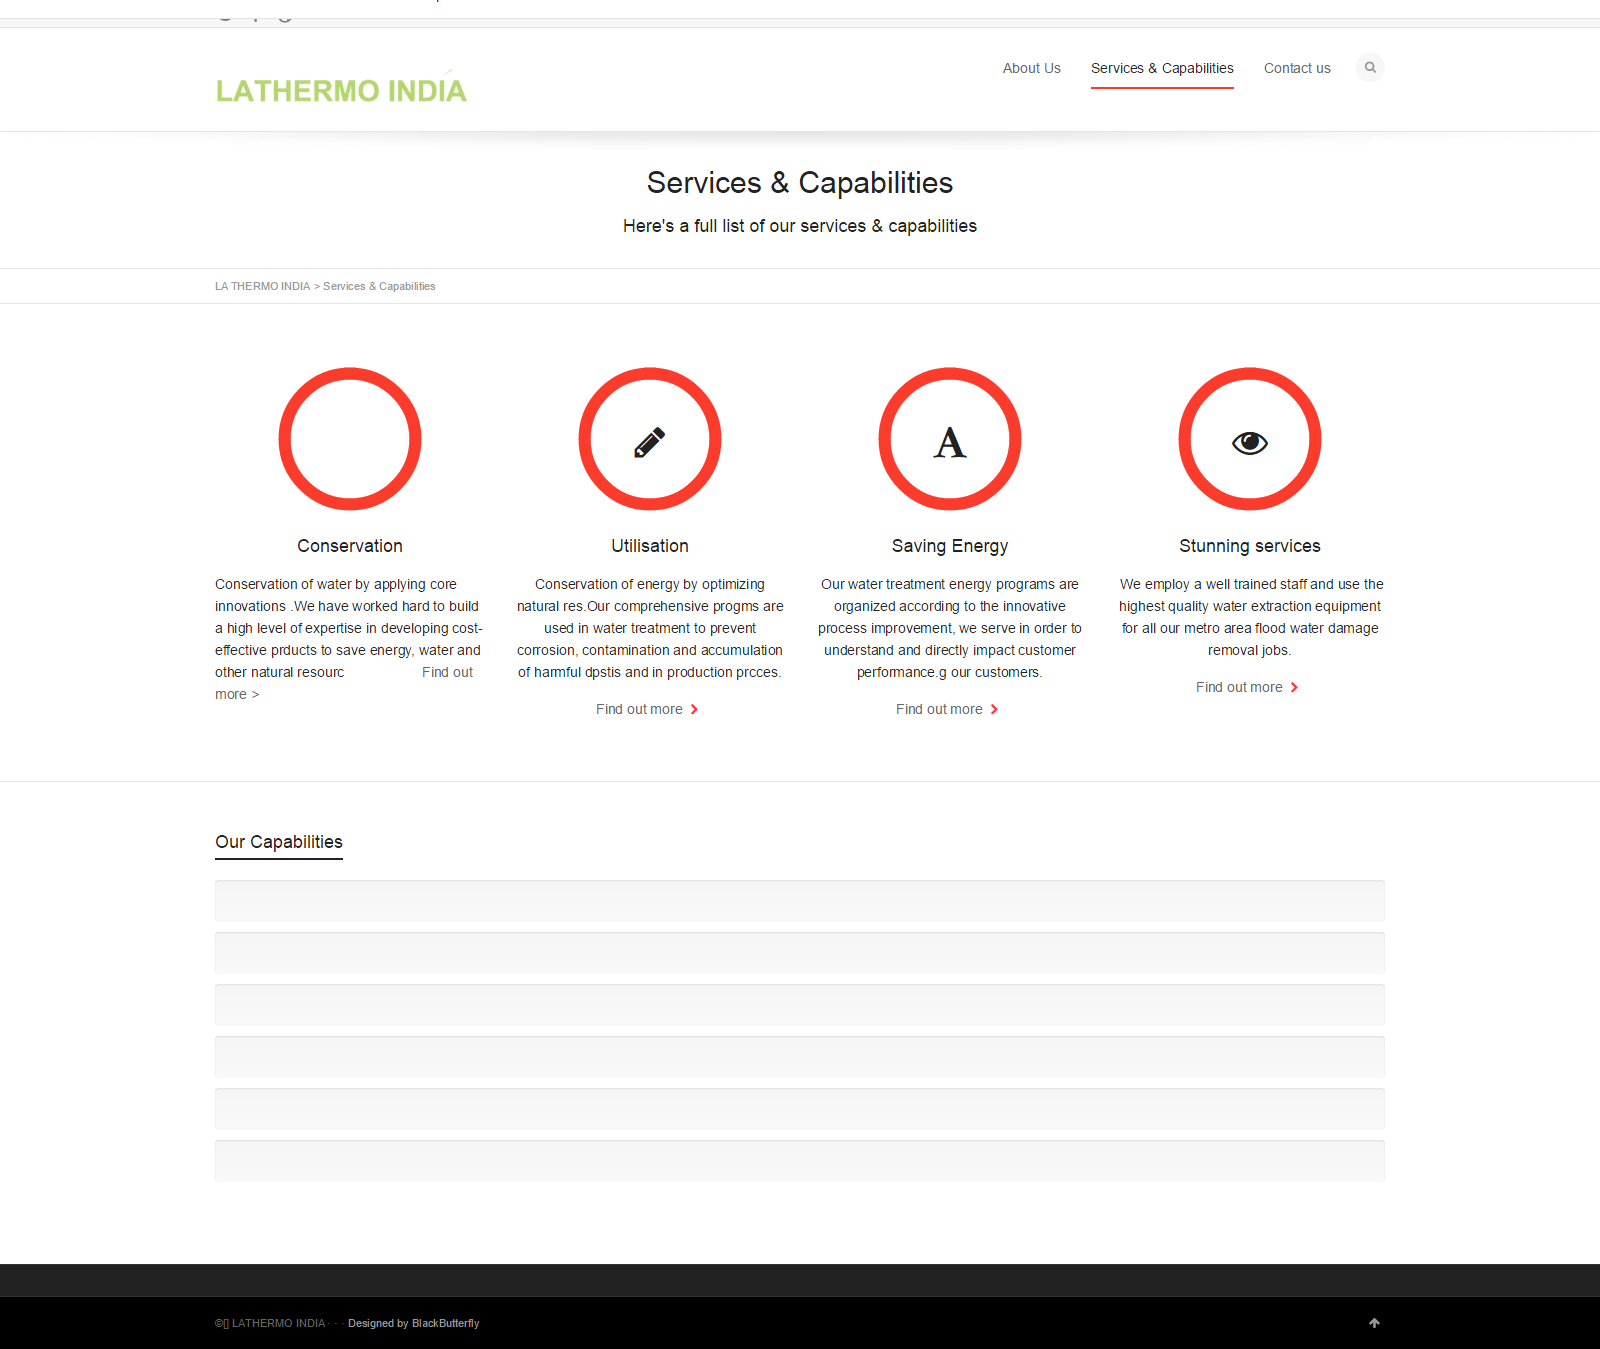 LATHERMO INDIA
About Us
Services & Capabilities
Contact us
Services & Capabilities
Here's a full list of our services & capabilities
LA THERMO INDIA > Services & Capabilities
A
Conservation
Conservation of water by applying core
innovations .We have worked hard to build
a high level of expertise in developing cost-
effective prducts to save energy, water and
other natural resourc Find out
more >
Utilisation
Conservation of energy by optimizing
natural res.Our comprehensive progms are
used in water treatment to prevent
corrosion, contamination and accumulation
of harmful dpstis and in production prcces.
Find out more
Saving Energy
Our water treatment energy programs are
organized according to the innovative
process improvement, we serve in order to
understand and directly impact customer
performance.g our customers.
Find out more
Stunning services
We employ a well trained staff and use the
highest quality water extraction equipment
for all our metro area flood water damage
removal jobs.
Find out more
Our Capabilities
©[] LATHERMO INDIA · · · Designed by BlackButterfly